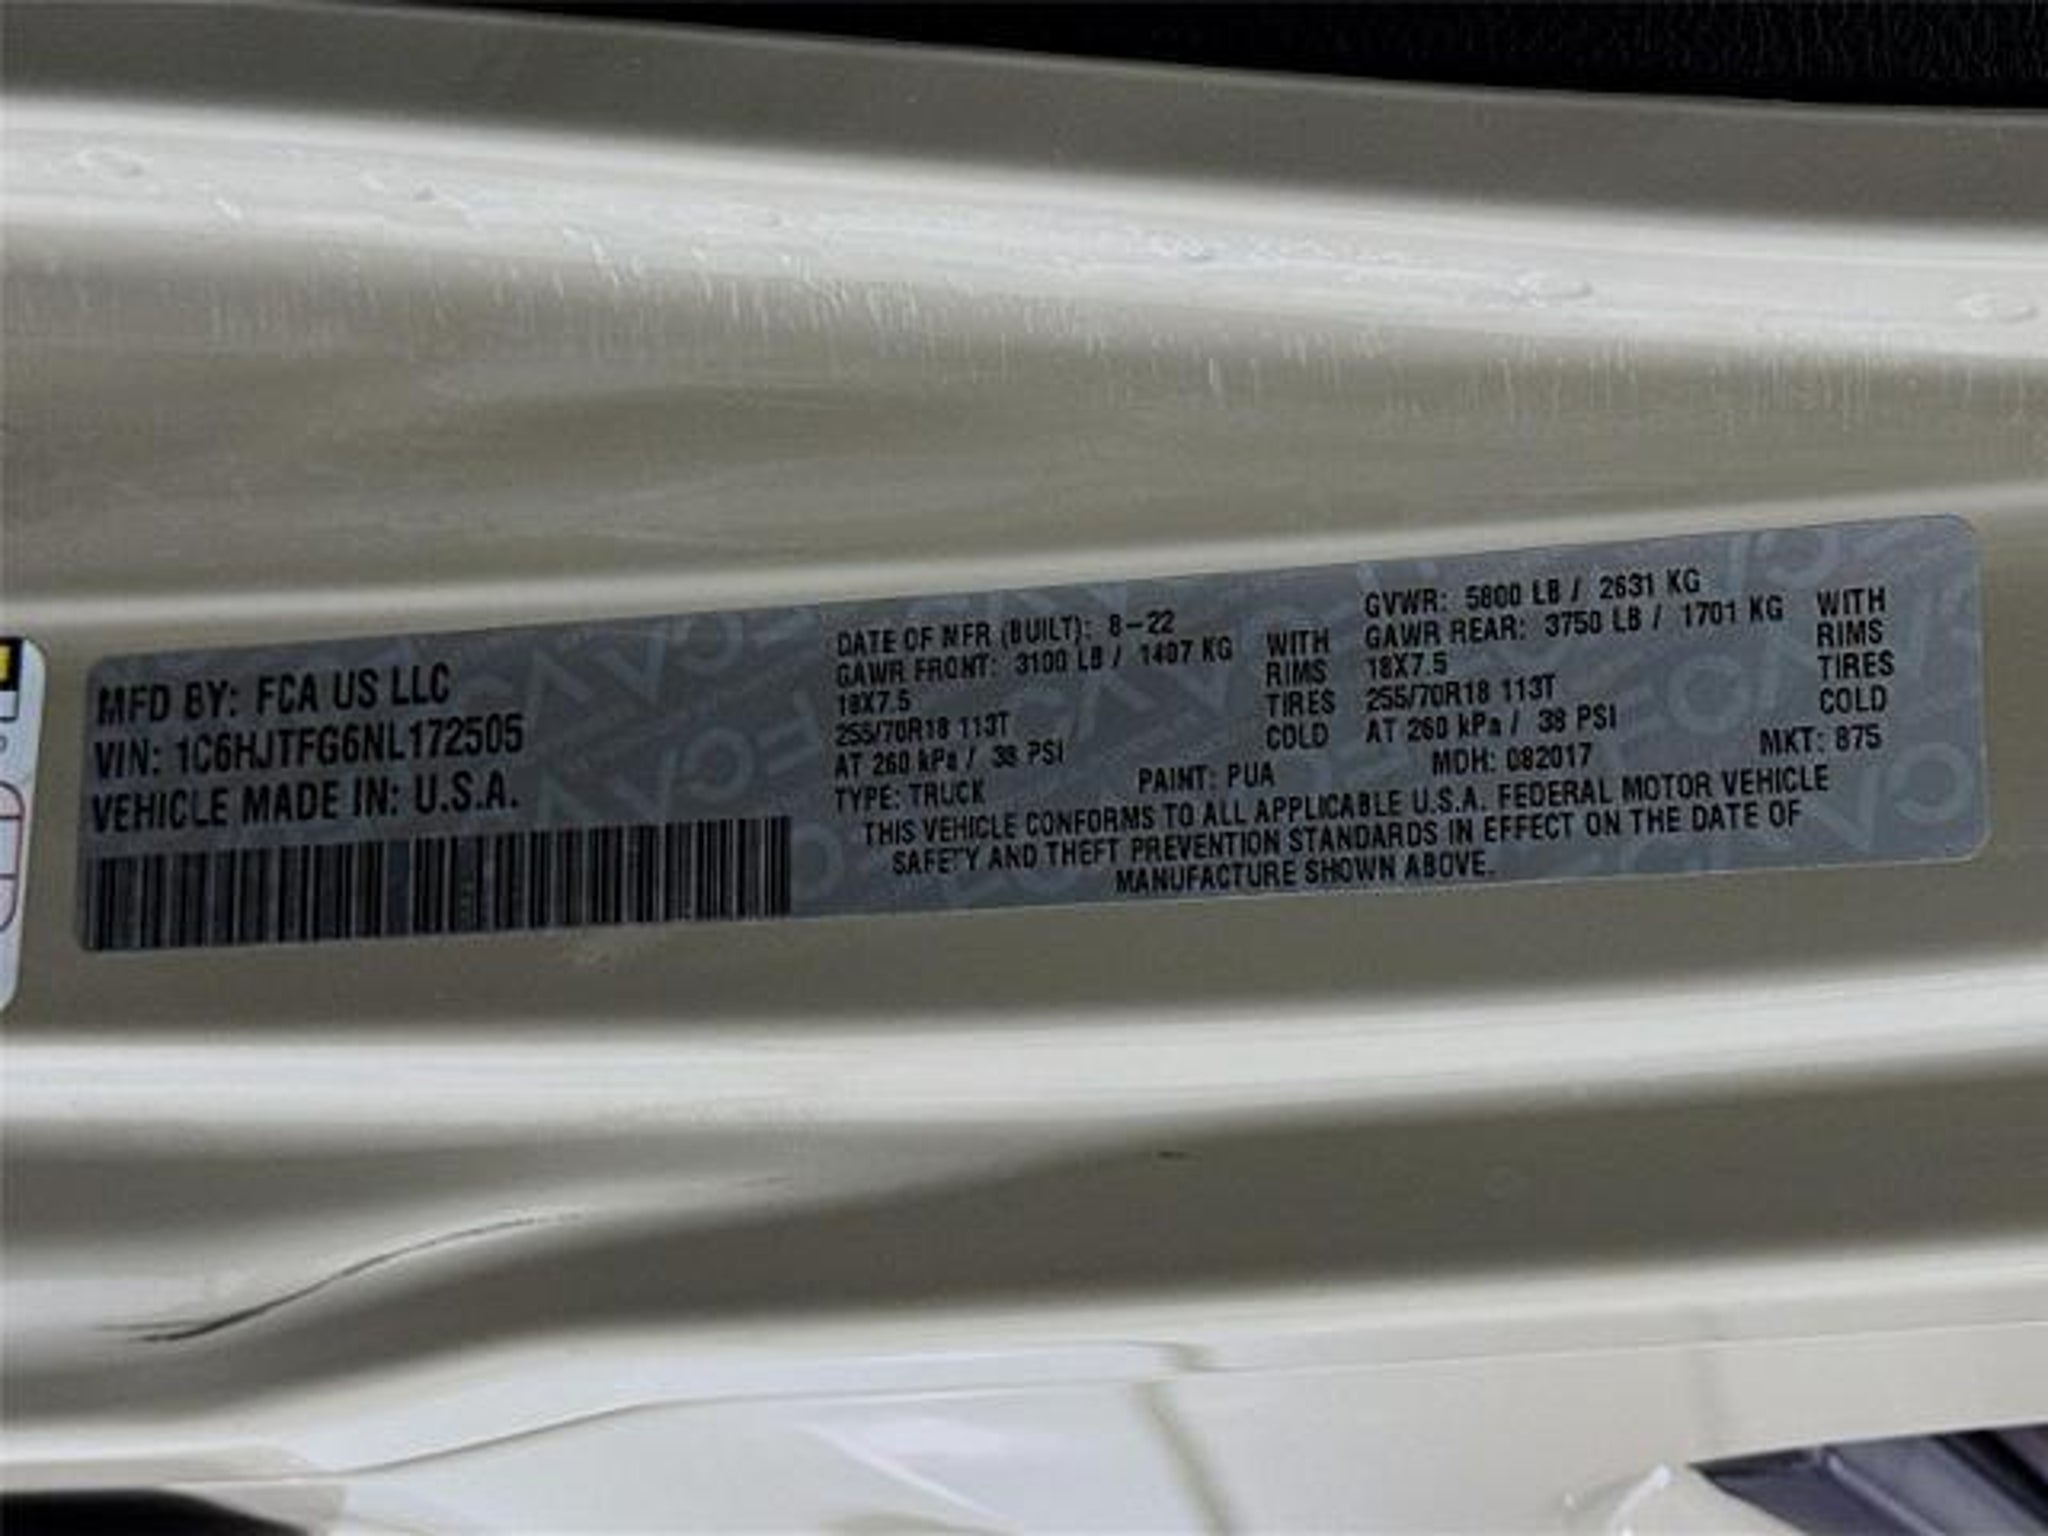 MFD BY: FCA US LLC
VIN: 1C6HJTFG6NL172505
VEHICLE MADE IN: U.S.A.
DATE OF MFR (BUILT): 8-22
GAWR FRONT: 3100 LB / 1407 KG WITH
18X7.5 RIMS
255/70R18 113T TIRES
AT 260 kPa / 38 PSI COLD
GVWR: 5800 LB / 2631 KG
GAWR REAR: 3750 LB / 1701 KG WITH
18X7.5 RIMS
255/70R18 113T TIRES
AT 260 kPa / 38 PSI COLD
TYPE: TRUCK PAINT: PUA MDH: 082017 MKT: 875
THIS VEHICLE CONFORMS TO ALL APPLICABLE U.S.A. FEDERAL MOTOR VEHICLE
SAFETY AND THEFT PREVENTION STANDARDS IN EFFECT ON THE DATE OF
MANUFACTURE SHOWN ABOVE.